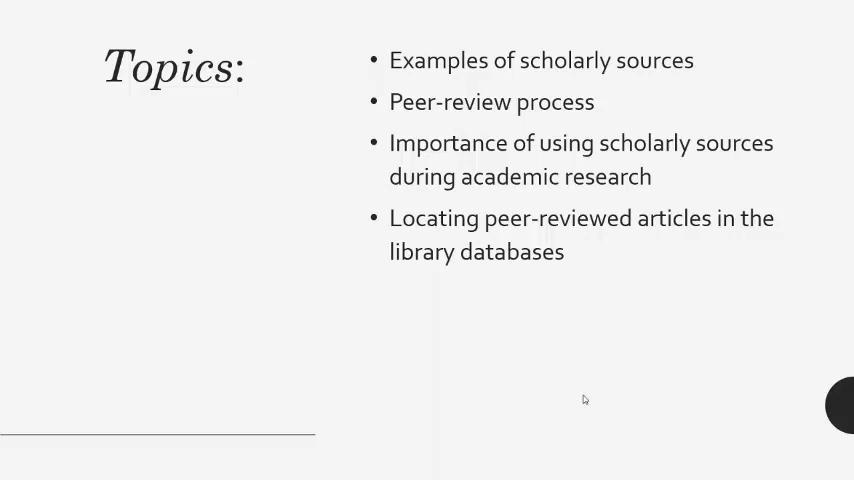 Topics:
• Examples of scholarly sources
• Peer-review process
• Importance of using scholarly sources
during academic research
• Locating peer-reviewed articles in the
library databases